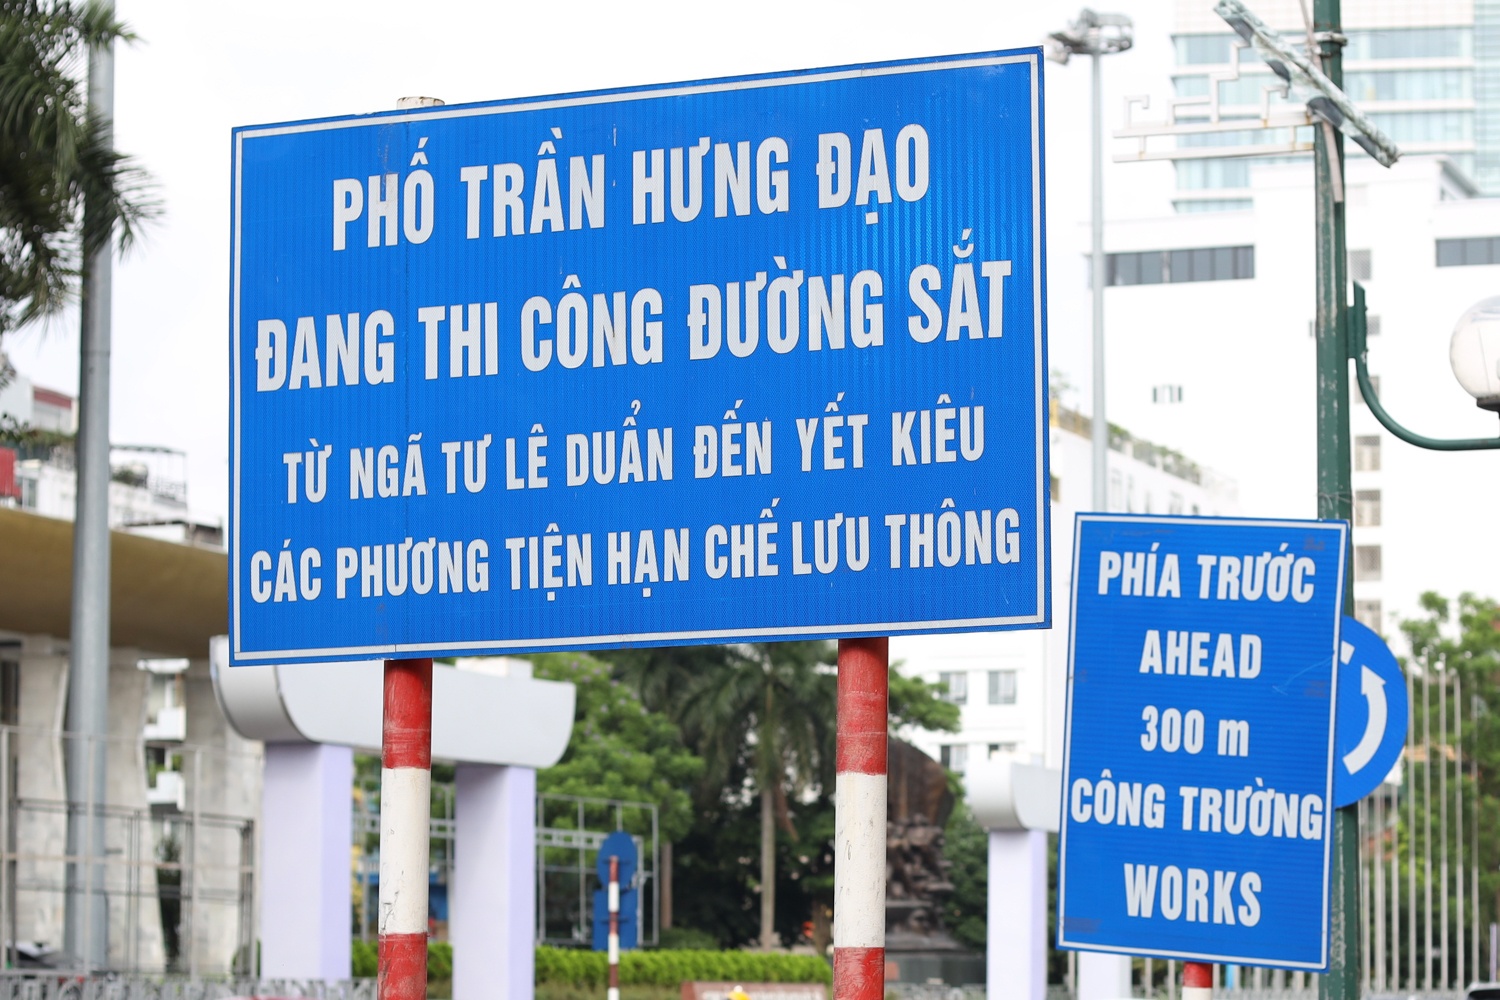 PHỐ TRẦN HƯNG ĐẠO
ĐANG THI CÔNG ĐƯỜNG SẮT
TỪ NGÃ TƯ LÊ DUẨN ĐẾN YẾT KIÊU
CÁC PHƯƠNG TIỆN HẠN CHẾ LƯU THÔNG
PHÍA TRƯỚC
AHEAD
300 m
CÔNG TRƯỜNG
WORKS